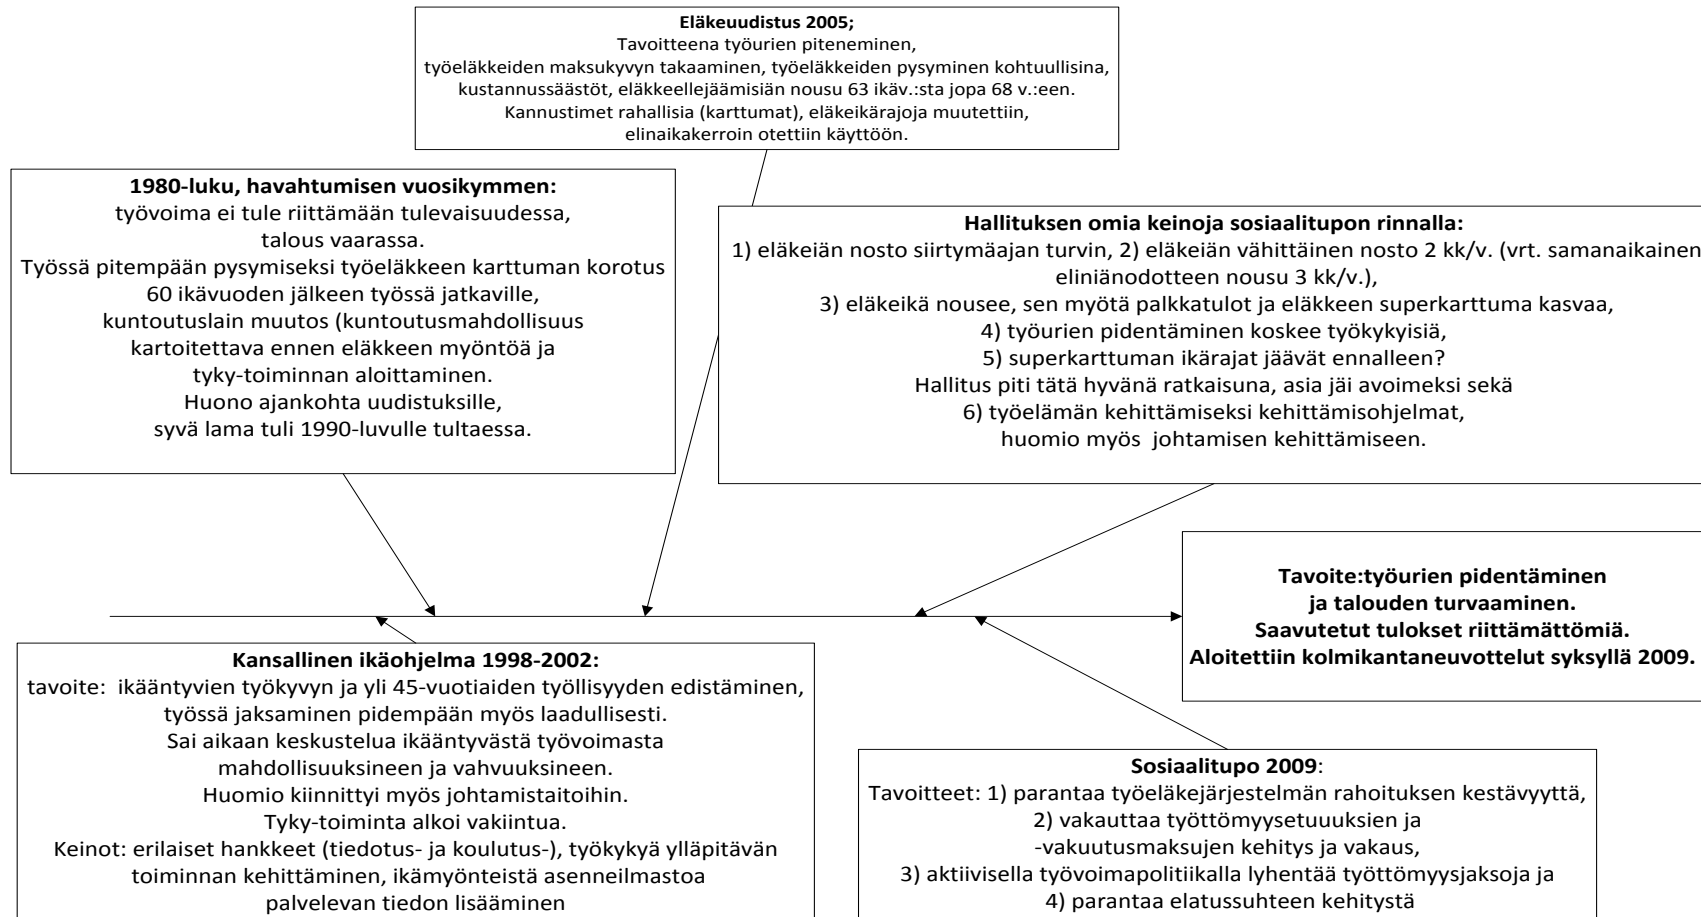 Eläkeuudistus 2005;
Tavoitteena työurien piteneminen,
työeläkkeiden maksukyvyn takaaminen, työeläkkeiden pysyminen kohtuullisina,
kustannussäästöt, eläkkeellejäämisiän nousu 63 ikäv.:sta jopa 68 v.:een.
Kannustimet rahallisia (karttumat), eläkeikärajoja muutettiin,
elinaikakerroin otettiin käyttöön.
1980-luku, havahtumisen vuosikymmen:
työvoima ei tule riittämään tulevaisuudessa,
talous vaarassa.
Työssä pitempään pysymiseksi työeläkkeen karttuman korotus
60 ikävuoden jälkeen työssä jatkaville,
kuntoutuslain muutos (kuntoutusmahdollisuus
kartoitettava ennen eläkkeen myöntöä ja
tyky-toiminnan aloittaminen.
Huono ajankohta uudistuksille,
syvä lama tuli 1990-luvulle tultaessa.
Hallituksen omia keinoja sosiaalitupon rinnalla:
1) eläkeiän nosto siirtymäajan turvin, 2) eläkeiän vähittäinen nosto 2 kk/v. (vrt. samanaikainen
eliniänodotteen nousu 3 kk/v.),
3) eläkeikä nousee, sen myötä palkkatulot ja eläkkeen superkarttuma kasvaa,
4) työurien pidentäminen koskee työkykyisiä,
5) superkarttuman ikärajat jäävät ennalleen?
Hallitus piti tätä hyvänä ratkaisuna, asia jäi avoimeksi sekä
6) työelämän kehittämiseksi kehittämisohjelmat,
huomio myös johtamisen kehittämiseen.
Tavoite:työurien pidentäminen
ja talouden turvaaminen.
Saavutetut tulokset riittämättömiä.
Aloitettiin kolmikantaneuvottelut syksyllä 2009.
Kansallinen ikäohjelma 1998-2002:
tavoite: ikääntyvien työkyvyn ja yli 45-vuotiaiden työllisyyden edistäminen,
työssä jaksaminen pidempään myös laadullisesti.
Sai aikaan keskustelua ikääntyvästä työvoimasta
mahdollisuuksineen ja vahvuuksineen.
Huomio kiinnittyi myös johtamistaitoihin.
Tyky-toiminta alkoi vakiintua.
Keinot: erilaiset hankkeet (tiedotus- ja koulutus-), työkykyä ylläpitävän
toiminnan kehittäminen, ikämyönteistä asenneilmastoa
palvelevan tiedon lisääminen
Sosiaalitupo 2009:
Tavoitteet: 1) parantaa työeläkejärjestelmän rahoituksen kestävyyttä,
2) vakauttaa työttömyysetuuuksien ja
-vakuutusmaksujen kehitys ja vakaus,
3) aktiivisella työvoimapolitiikalla lyhentää työttömyysjaksoja ja
4) parantaa elatussuhteen kehitystä